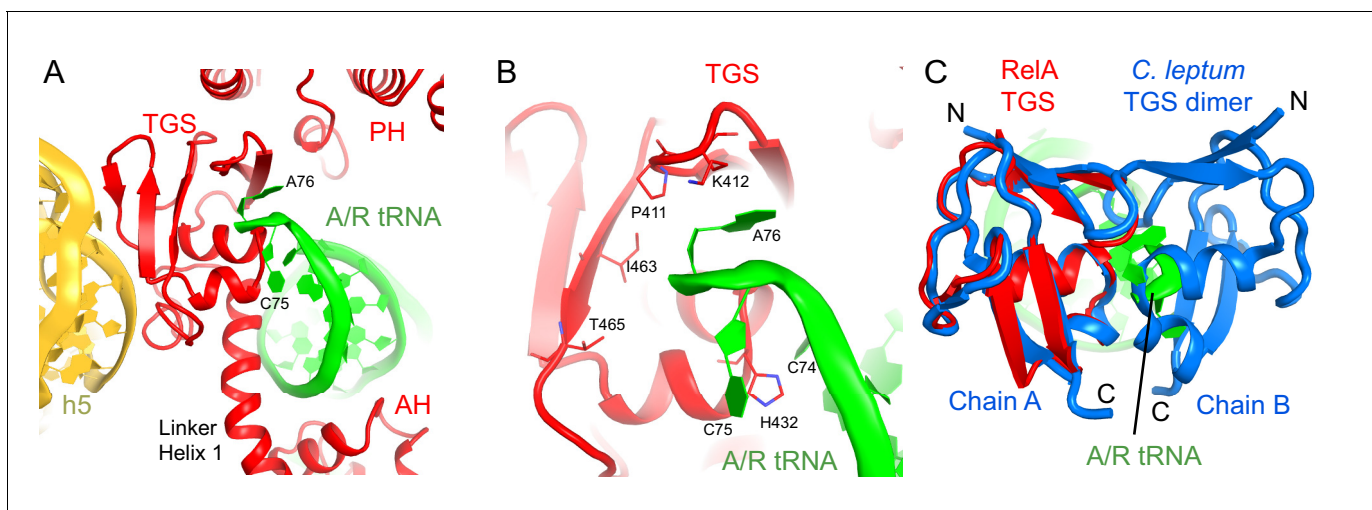 A
TGS
PH
A76
A/R tRNA
C75
h5
Linker
Helix 1
AH
B
TGS
K412
P411
A76
I463
T465
C74
C75
H432
A/R tRNA
C
RelA
TGS
C. leptum
TGS dimer
N
N
Chain A
C
C
Chain B
A/R tRNA